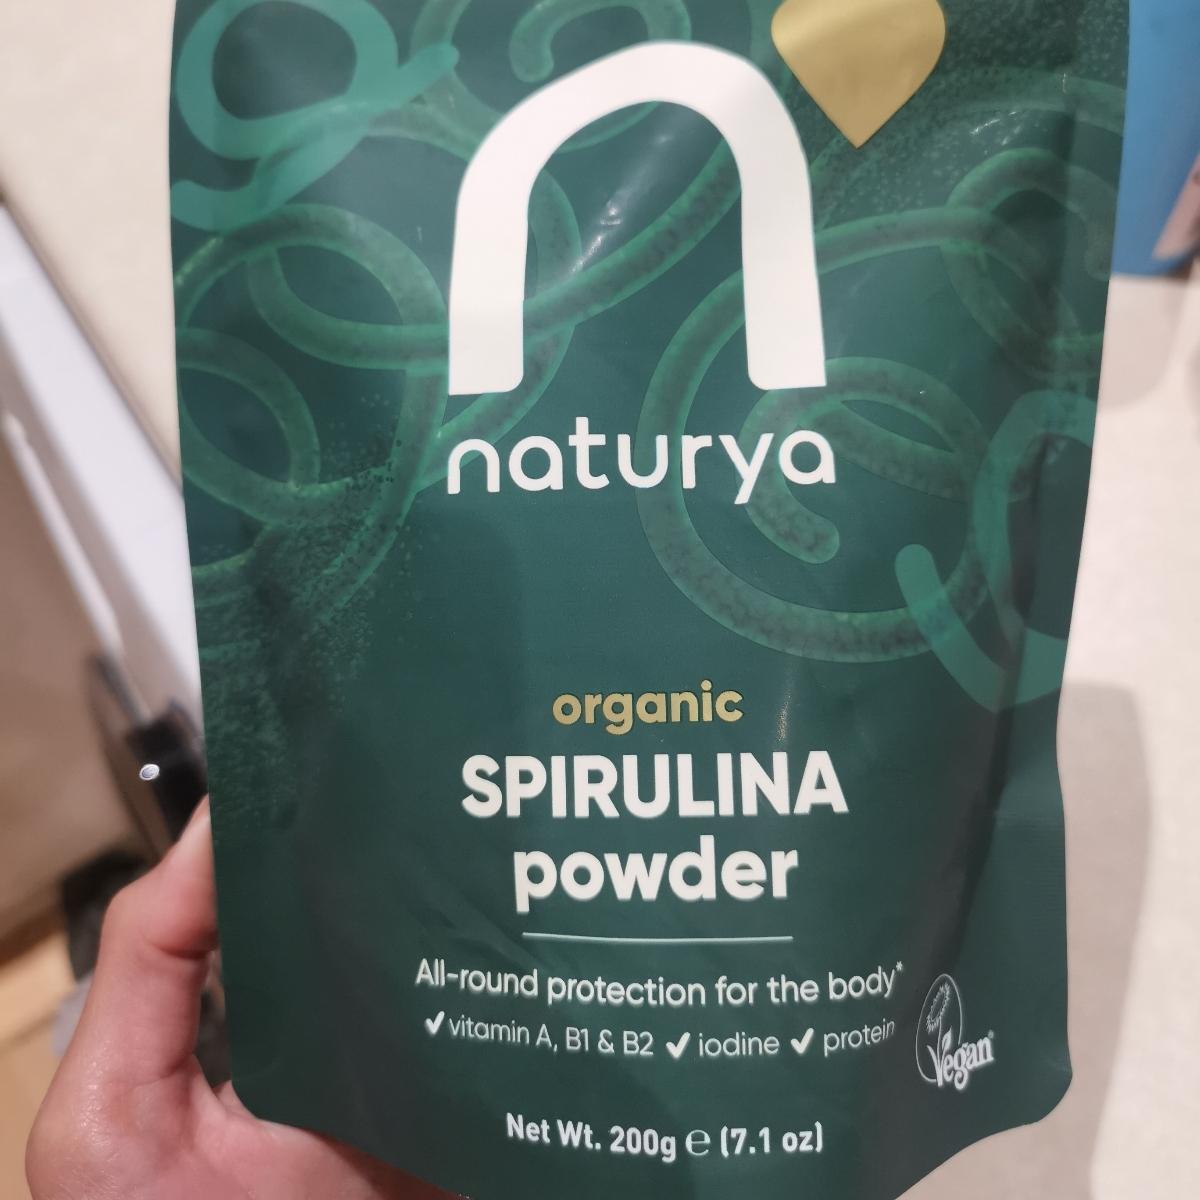 naturya
organic
SPIRULINA
powder
All-round protection for the body*
✓ vitamin A, B1 & B2 ✓ iodine ✓ protein
Vegan
Net Wt. 200g ℮ (7.1 oz)